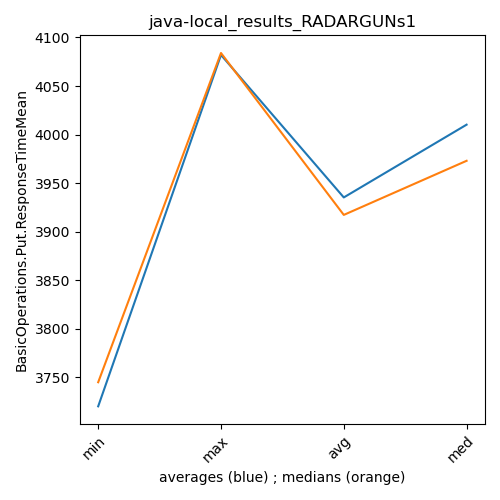 java-local_results_RADARGUNs1
BasicOperations.Put.ResponseTimeMean
4100
4050
4000
3950
3900
3850
3800
3750
min
max
avg
med
averages (blue) ; medians (orange)